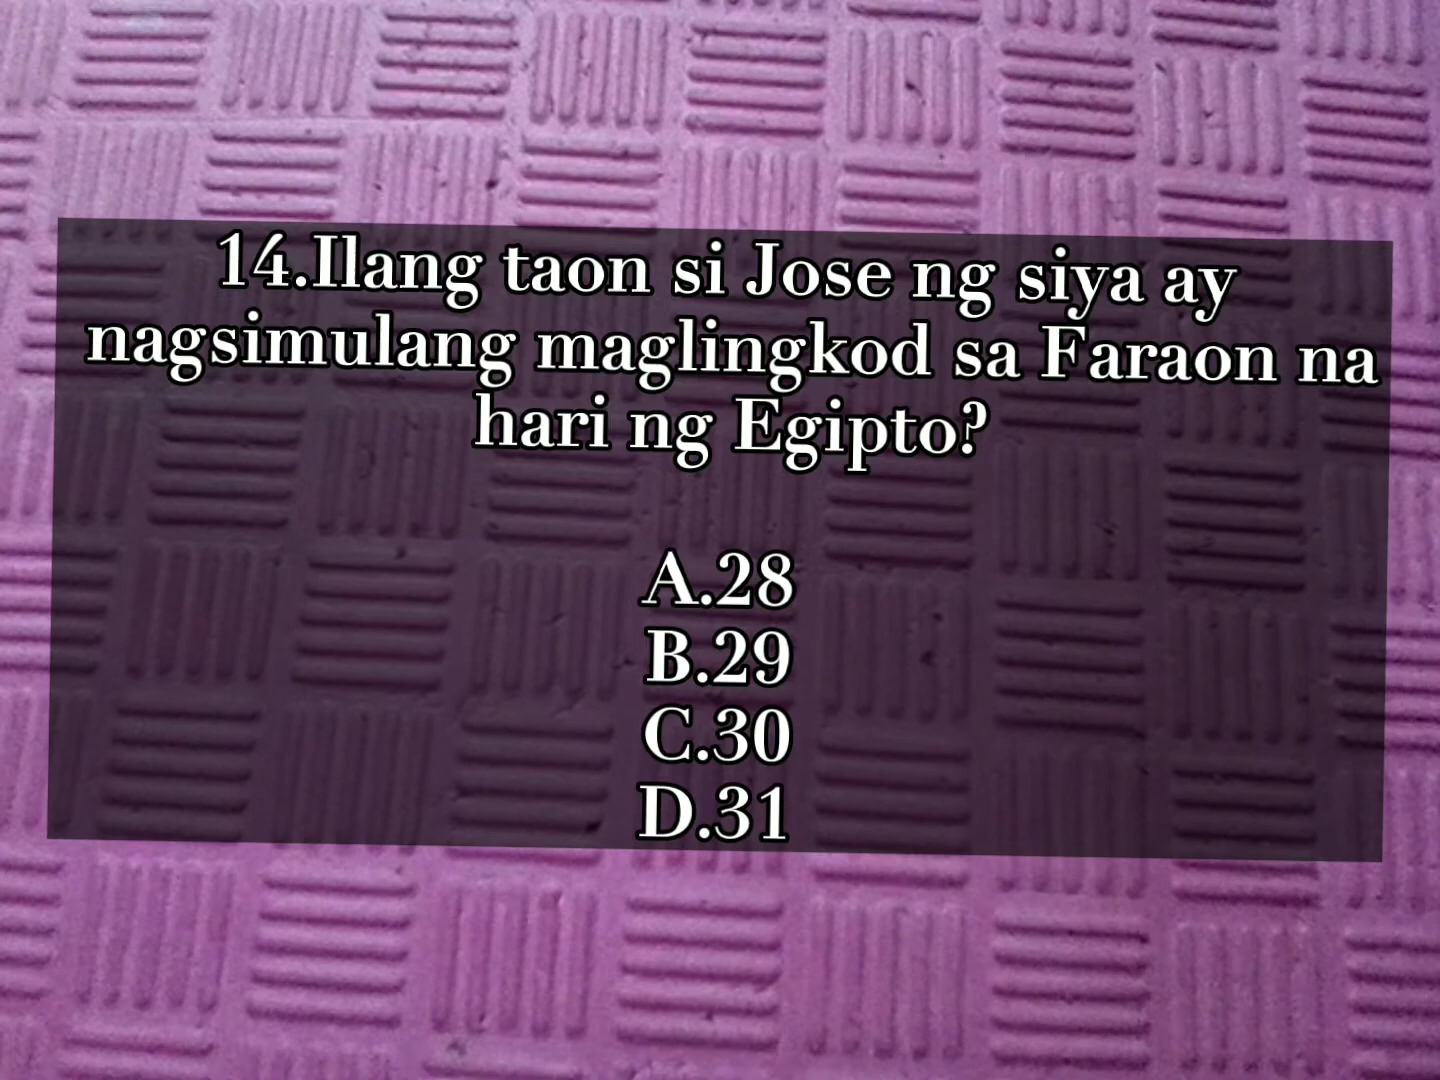 14.Ilang taon si Jose ng siya ay
nagsimulang maglingkod sa Faraon na
hari ng Egipto?
A.28
B.29
C.30
D.31